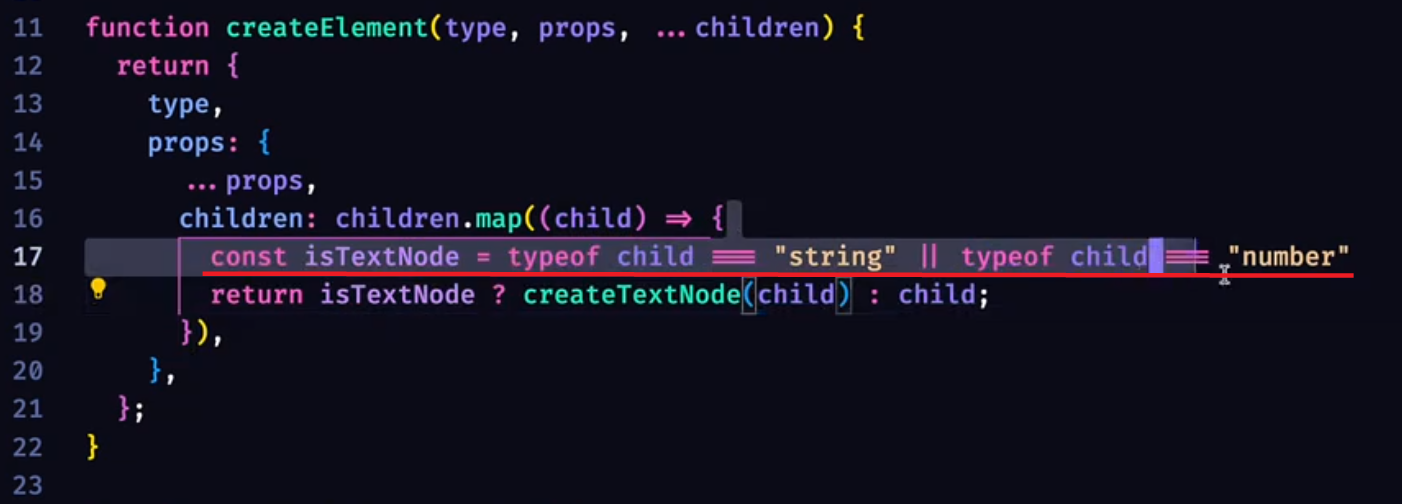 11 function createElement(type, props, ...children) {
12 return {
13 type,
14 props: {
15 ...props,
16 children: children.map((child) => {
17 const isTextNode = typeof child === "string" || typeof child === "number"
18 return isTextNode ? createTextNode(child) : child;
19 }),
20 },
21 };
22 }
23